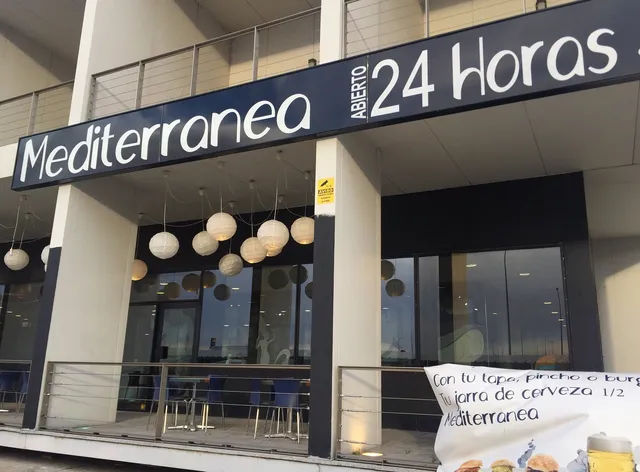 Mediterranea
ABIERTO
24 Horas
Con tu tapa, pincho o burg
Tu jarra de cerveza 1/2
Mediterranea